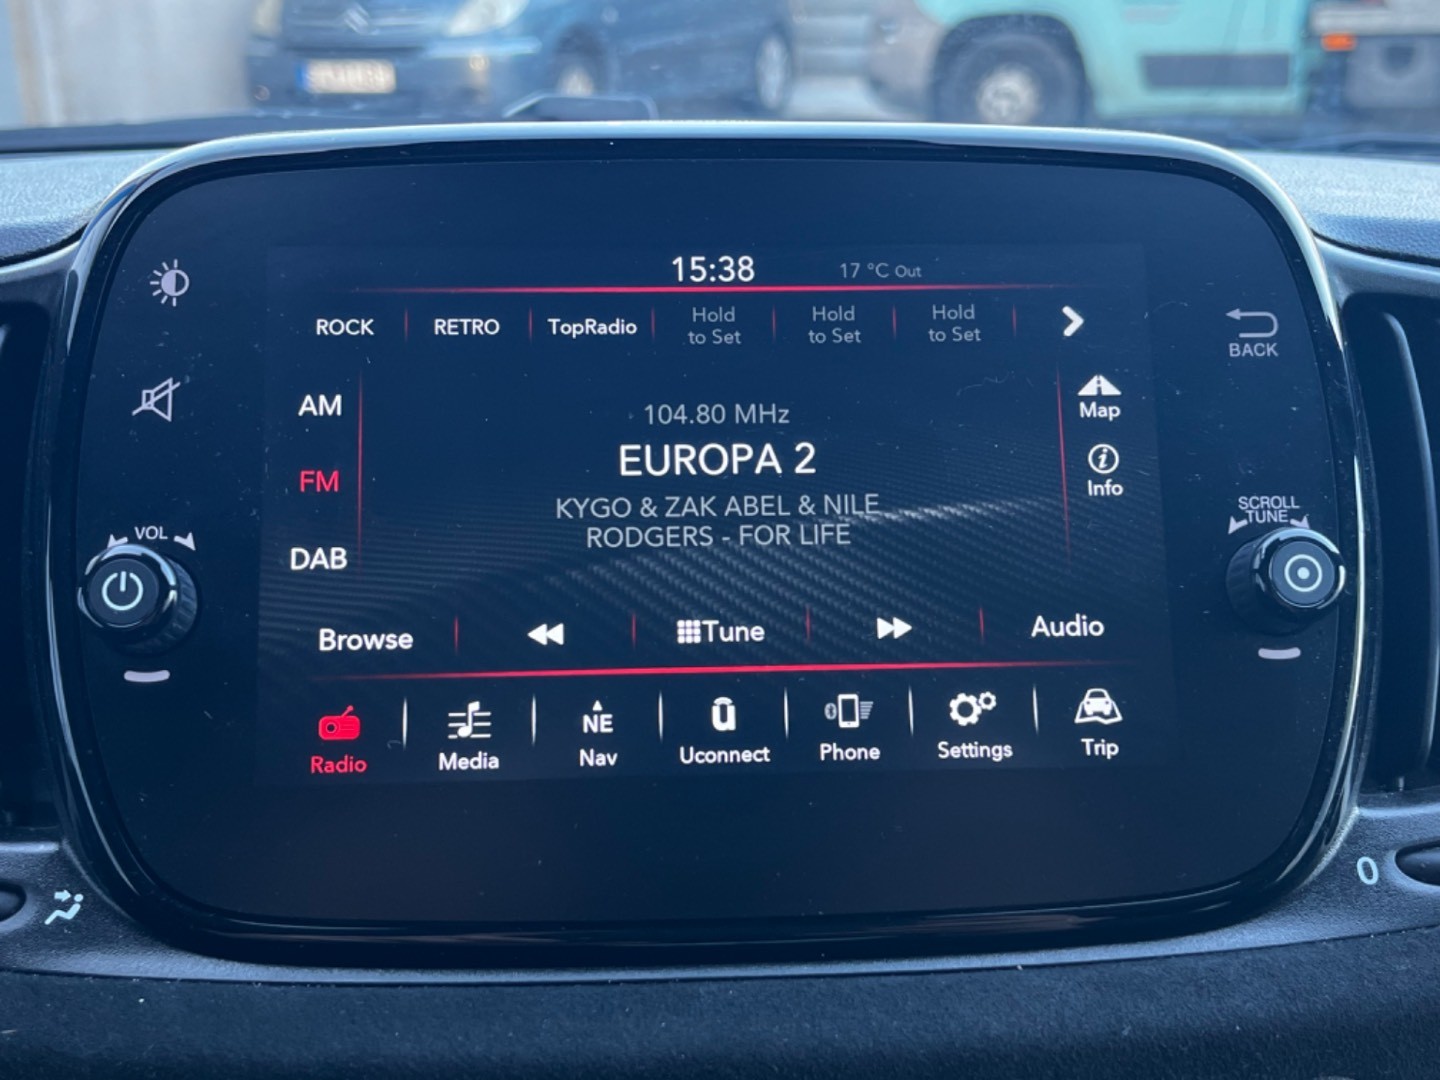 15:38 17 °C Out
ROCK RETRO TopRadio Hold to Set Hold to Set Hold to Set
BACK
AM
Map
104.80 MHz
EUROPA 2
FM
Info
KYGO & ZAK ABEL & NILE
RODGERS - FOR LIFE
VOL
SCROLL
TUNE
DAB
Browse Tune Audio
NE
Radio Media Nav Uconnect Phone Settings Trip
0